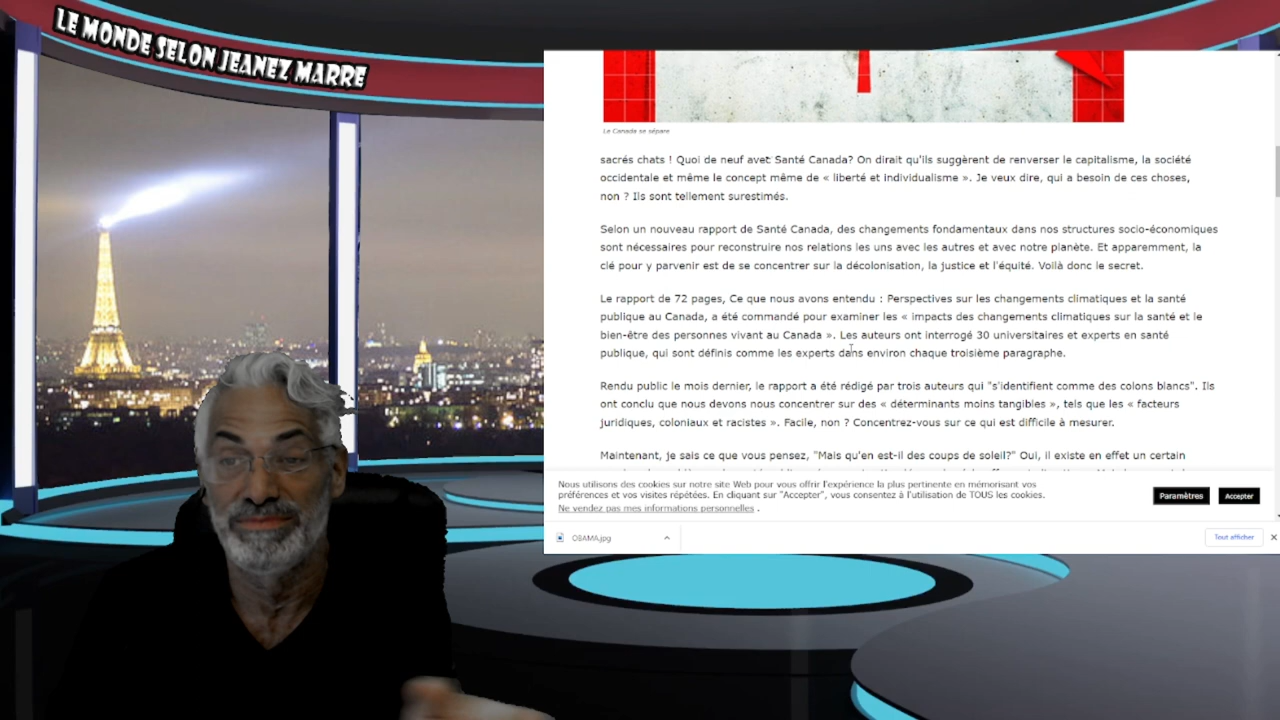 LE MONDE SELON JEANEZ MARRE
Le Canada se sépare
sacrés chats ! Quoi de neuf avec Santé Canada? On dirait qu'ils suggèrent de renverser le capitalisme, la société
occidentale et même le concept même de « liberté et individualisme ». Je veux dire, qui a besoin de ces choses,
non ? Ils sont tellement surestimés.
Selon un nouveau rapport de Santé Canada, des changements fondamentaux dans nos structures socio-économiques
sont nécessaires pour reconstruire nos relations les uns avec les autres et avec notre planète. Et apparemment, la
clé pour y parvenir est de se concentrer sur la décolonisation, la justice et l'équité. Voilà donc le secret.
Le rapport de 72 pages, Ce que nous avons entendu : Perspectives sur les changements climatiques et la santé
publique au Canada, a été commandé pour examiner les « impacts des changements climatiques sur la santé et le
bien-être des personnes vivant au Canada ». Les auteurs ont interrogé 30 universitaires et experts en santé
publique, qui sont définis comme les experts dans environ chaque troisième paragraphe.
Rendu public le mois dernier, le rapport a été rédigé par trois auteurs qui "s'identifient comme des colons blancs". Ils
ont conclu que nous devons nous concentrer sur des « déterminants moins tangibles », tels que les « facteurs
juridiques, coloniaux et racistes ». Facile, non ? Concentrez-vous sur ce qui est difficile à mesurer.
Maintenant, je sais ce que vous pensez, "Mais qu'en est-il des coups de soleil?" Oui, il existe en effet un certain
Nous utilisons des cookies sur notre site Web pour vous offrir l'expérience la plus pertinente en mémorisant vos
préférences et vos visites répétées. En cliquant sur "Accepter", vous consentez à l'utilisation de TOUS les cookies.
Ne vendez pas mes informations personnelles .
Paramètres
Accepter
OBAMA.jpg
Tout afficher